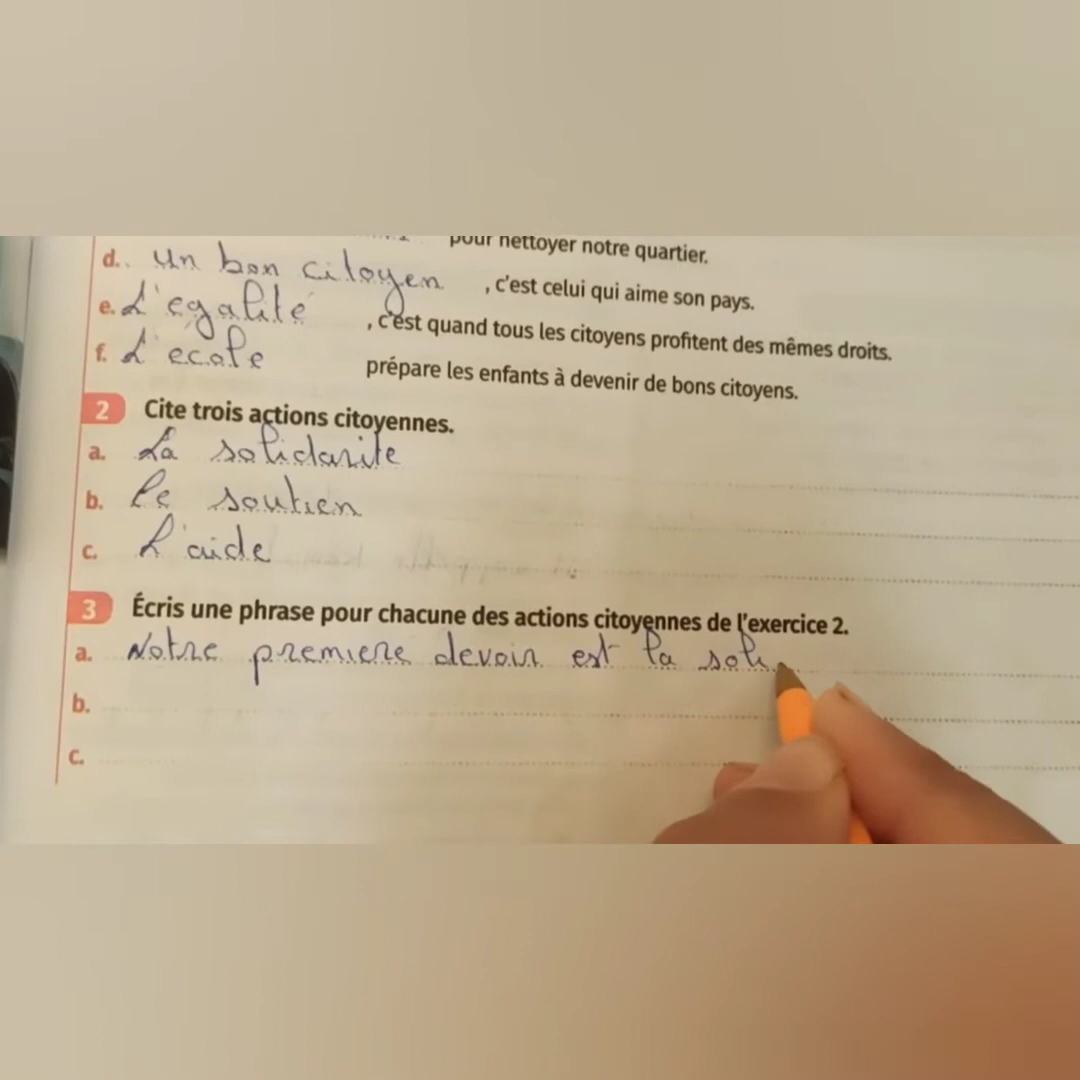 pour nettoyer notre quartier.
d. un bon citoyen , c'est celui qui aime son pays.
e. L'egalité , c'est quand tous les citoyens profitent des mêmes droits.
f. L'ecole prépare les enfants à devenir de bons citoyens.
2 Cite trois actions citoyennes.
a. La solidarite
b. Le soutien
c. L'aide
3 Écris une phrase pour chacune des actions citoyennes de l'exercice 2.
a. Notre premiere devoir est la soli
b.
c.